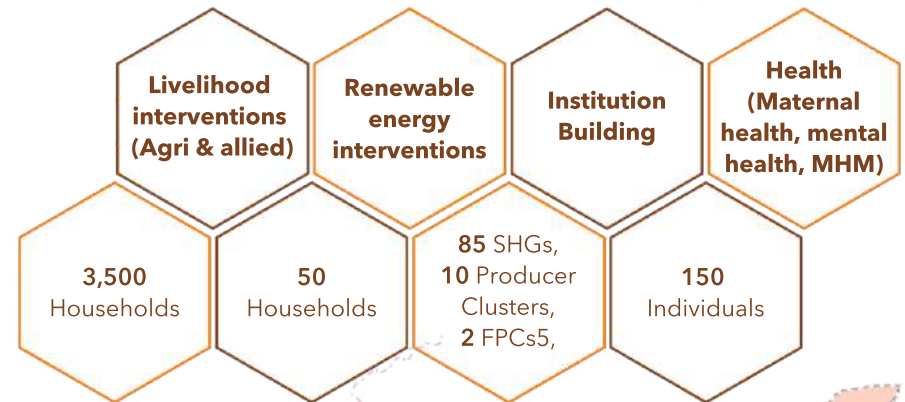 Livelihood
interventions
(Agri & allied)
Renewable
energy
interventions
Institution
Building
Health
(Maternal
health, mental
health, MHM)
3,500
Households
50
Households
85 SHGs,
10 Producer
Clusters,
2 FPCs5,
150
Individuals